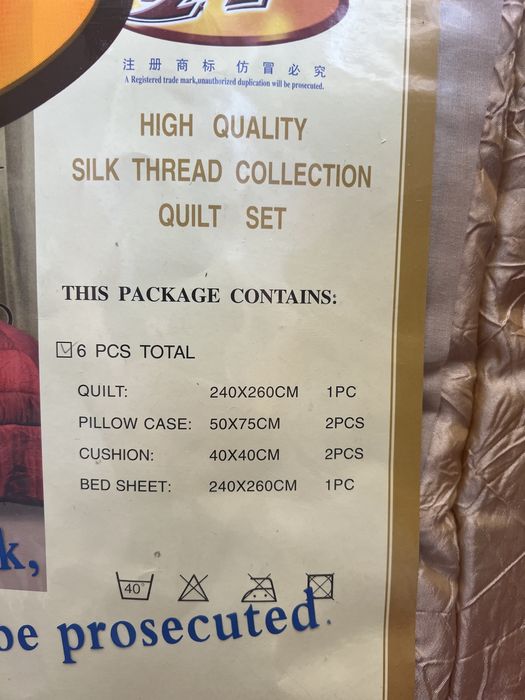 注册商标 仿冒必究
A Registered trade mark,unauthorized duplication will be prosecuted.
HIGH QUALITY
SILK THREAD COLLECTION
QUILT SET
THIS PACKAGE CONTAINS:
6 PCS TOTAL
QUILT: 240X260CM 1PC
PILLOW CASE: 50X75CM 2PCS
CUSHION: 40X40CM 2PCS
BED SHEET: 240X260CM 1PC
40°
k,
be prosecuted.